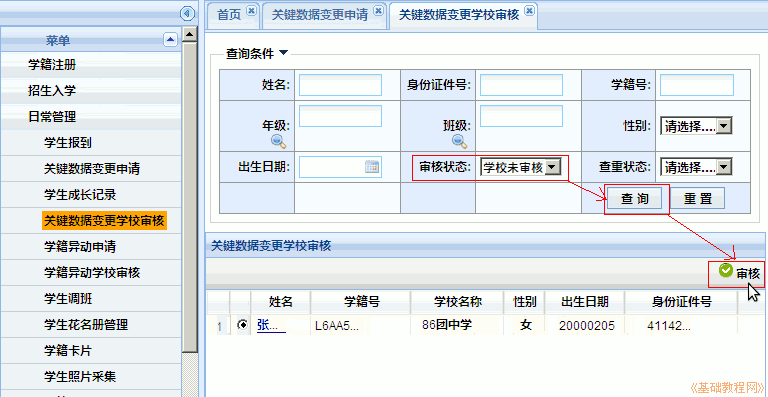 首页 关键数据变更申请 关键数据变更学校审核
菜单
学籍注册
招生入学
日常管理
学生报到
关键数据变更申请
学生成长记录
关键数据变更学校审核
学籍异动申请
学籍异动学校审核
学生调班
学生花名册管理
学籍卡片
学生照片采集
查询条件
姓名: 身份证件号: 学籍号:
年级: 班级: 性别: 请选择....
出生日期: 审核状态: 学校未审核 查重状态: 请选择....
查 询 重 置
关键数据变更学校审核
审核
姓名 学籍号 学校名称 性别 出生日期 身份证件号
1 张... L6AA5... 86团中学 女 20000205 41142...
《基础教程网》